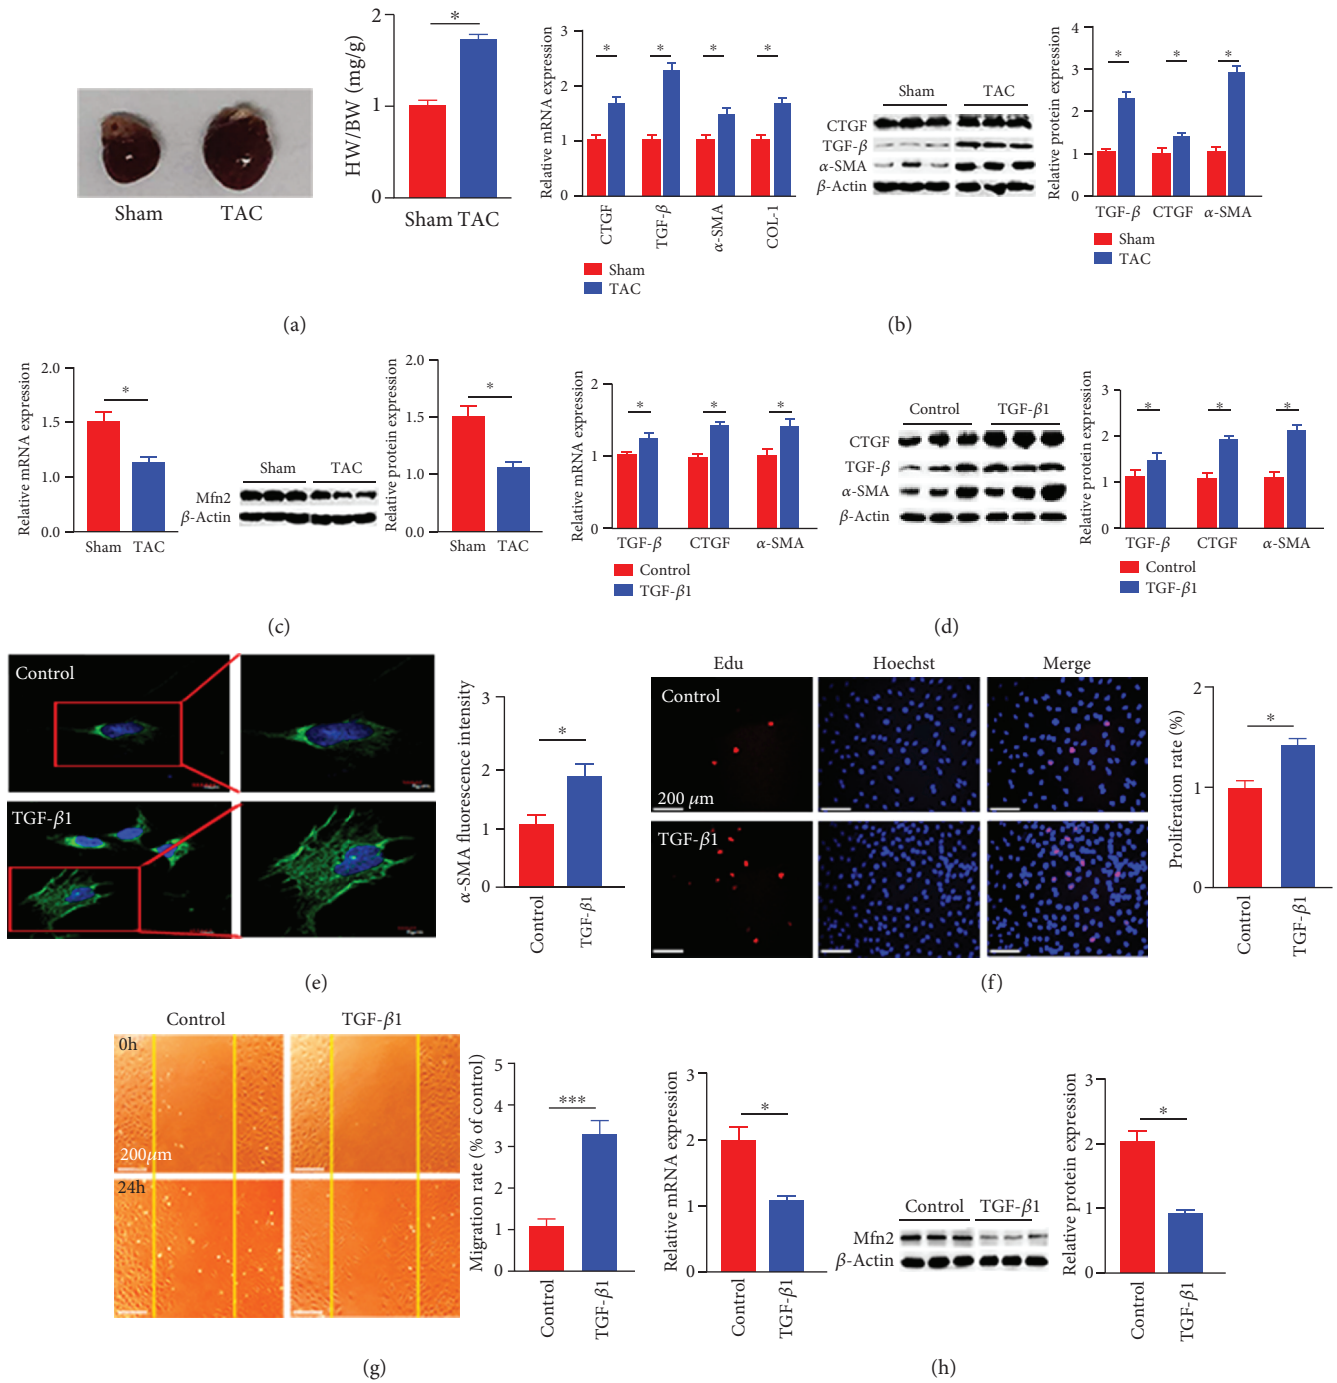 Sham TAC
HW/BW (mg/g)
2
1
0
*
Sham TAC
(a)
Relative mRNA expression
3
2
1
0
* * * *
CTGF
TGF-β
α-SMA
COL-1
Sham
TAC
Sham TAC
CTGF
TGF-β
α-SMA
β-Actin
Relative protein expression
4
3
2
1
0
* * *
TGF-β CTGF α-SMA
Sham
TAC
(b)
Relative mRNA expression
2.0
1.5
1.0
0.0
*
Sham TAC
Sham TAC
Mfn2
β-Actin
Relative protein expression
2.0
1.5
1.0
0.0
*
Sham TAC
(c)
Relative mRNA expression
2
1
0
* * *
TGF-β CTGF α-SMA
Control
TGF-β1
Control TGF-β1
CTGF
TGF-β
α-SMA
β-Actin
Relative protein expression
3
2
1
0
* * *
TGF-β CTGF α-SMA
Control
TGF-β1
(d)
Control
TGF-β1
α-SMA fluorescence intensity
3
2
1
0
*
Control
TGF-β1
(e)
Edu Hoechst Merge
Control
200 μm
TGF-β1
Proliferation rate (%)
2
1
0
*
Control
TGF-β1
(f)
Control TGF-β1
0h
200μm
24h
Migration rate (% of control)
5
4
3
2
1
0
***
Control
TGF-β1
(g)
Relative mRNA expression
3
2
1
0
*
Control
TGF-β1
Control TGF-β1
Mfn2
β-Actin
Relative protein expression
3
2
1
0
*
Control
TGF-β1
(h)